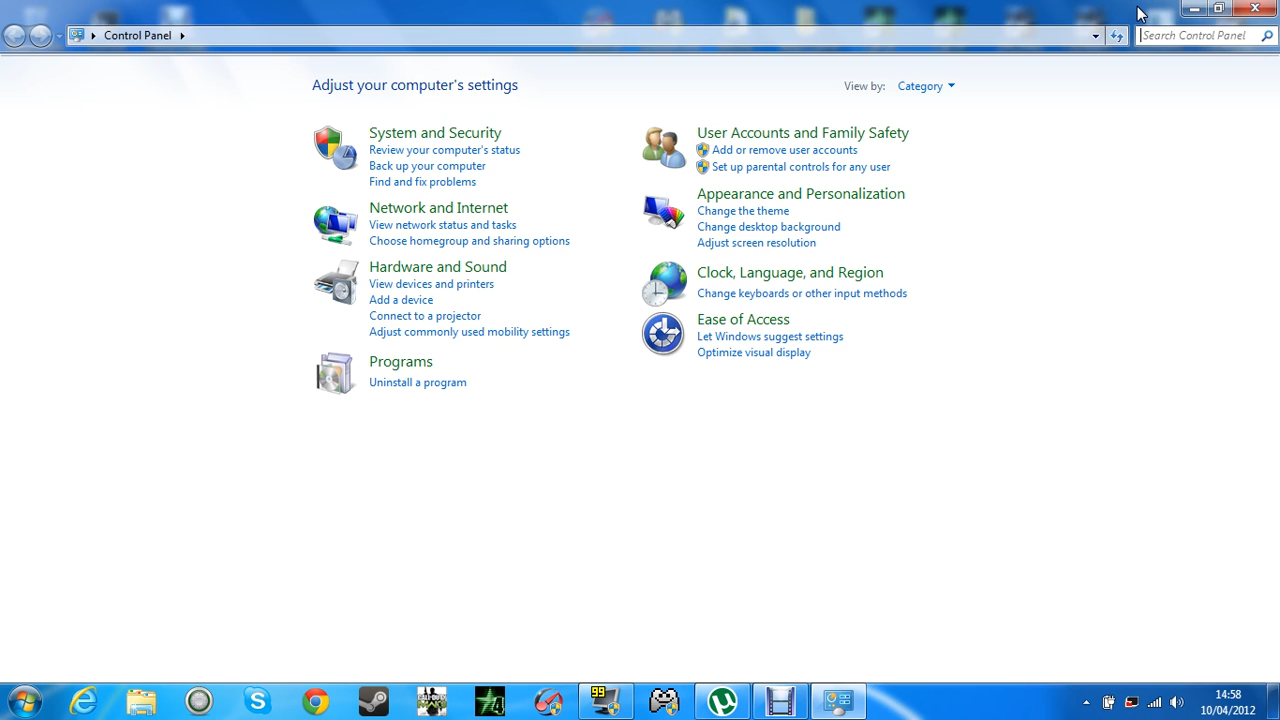 Control Panel
Search Control Panel
Adjust your computer's settings
View by: Category
System and Security
Review your computer's status
Back up your computer
Find and fix problems
Network and Internet
View network status and tasks
Choose homegroup and sharing options
Hardware and Sound
View devices and printers
Add a device
Connect to a projector
Adjust commonly used mobility settings
Programs
Uninstall a program
User Accounts and Family Safety
Add or remove user accounts
Set up parental controls for any user
Appearance and Personalization
Change the theme
Change desktop background
Adjust screen resolution
Clock, Language, and Region
Change keyboards or other input methods
Ease of Access
Let Windows suggest settings
Optimize visual display
99
14:58
10/04/2012